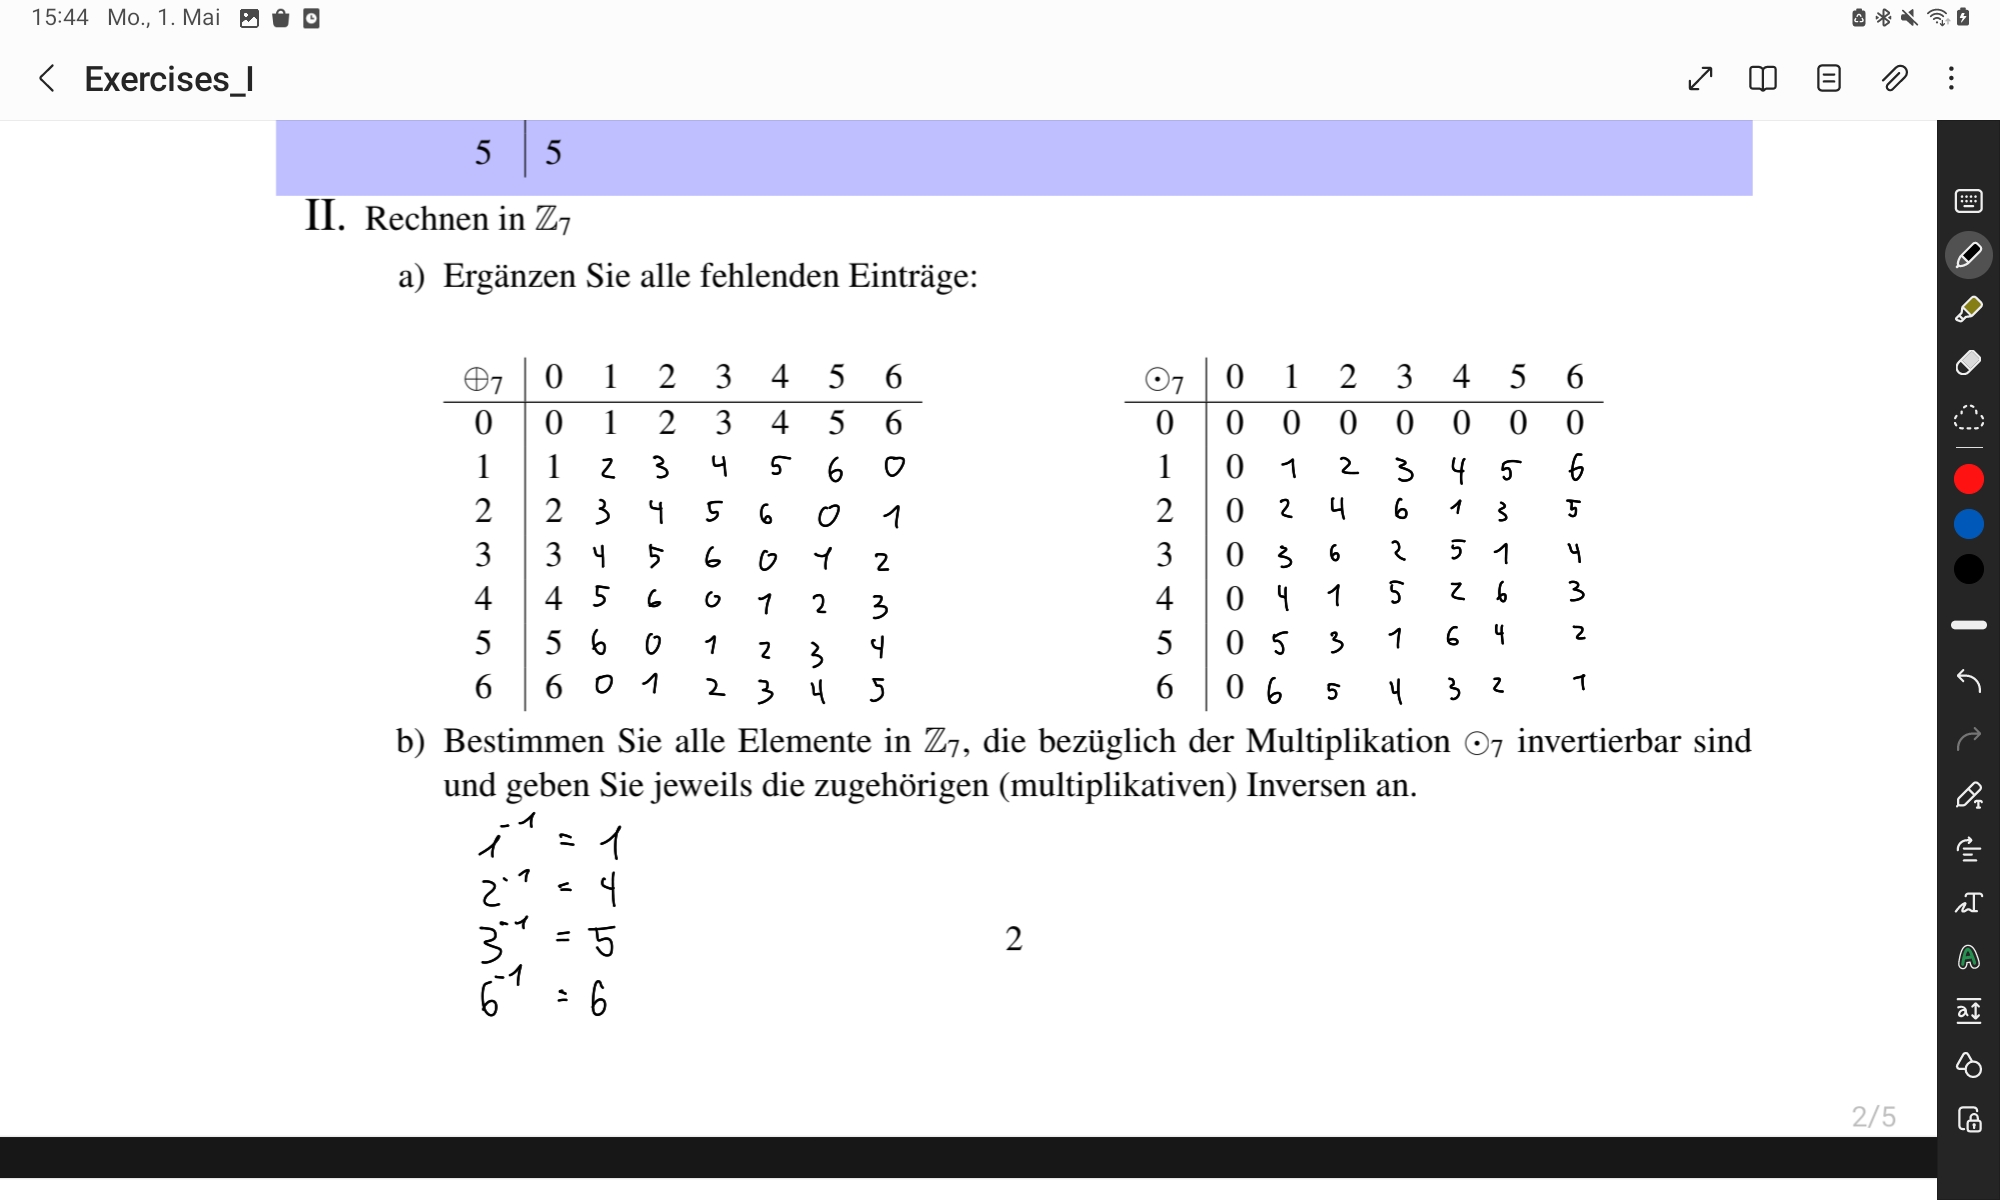 15:44 Mo., 1. Mai
Exercises_I
5 5
II. Rechnen in ℤ₇
a) Ergänzen Sie alle fehlenden Einträge:
⊕₇ 0 1 2 3 4 5 6
0 0 1 2 3 4 5 6
1 1 2 3 4 5 6 0
2 2 3 4 5 6 0 1
3 3 4 5 6 0 1 2
4 4 5 6 0 1 2 3
5 5 6 0 1 2 3 4
6 6 0 1 2 3 4 5
⊙₇ 0 1 2 3 4 5 6
0 0 0 0 0 0 0 0
1 0 1 2 3 4 5 6
2 0 2 4 6 1 3 5
3 0 3 6 2 5 1 4
4 0 4 1 5 2 6 3
5 0 5 3 1 6 4 2
6 0 6 5 4 3 2 1
b) Bestimmen Sie alle Elemente in ℤ₇, die bezüglich der Multiplikation ⊙₇ invertierbar sind
und geben Sie jeweils die zugehörigen (multiplikativen) Inversen an.
1⁻¹ = 1
2⁻¹ = 4
3⁻¹ = 5
6⁻¹ = 6
2
2/5